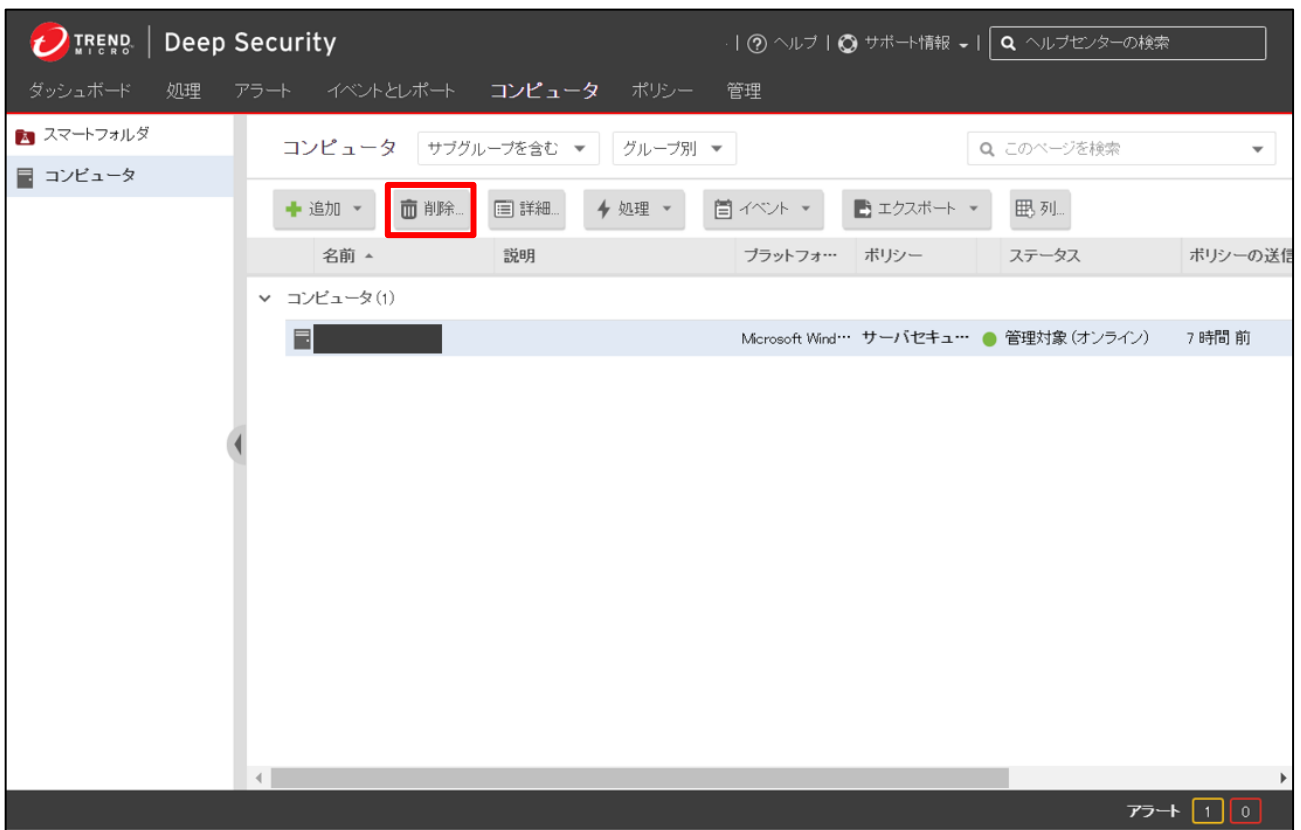 TREND MICRO Deep Security ヘルプ サポート情報 ヘルプセンターの検索
ダッシュボード 処理 アラート イベントとレポート コンピュータ ポリシー 管理
スマートフォルダ
コンピュータ
コンピュータ サブグループを含む グループ別 このページを検索
追加 削除... 詳細... 処理 イベント エクスポート 列...
名前 説明 プラットフォ… ポリシー ステータス ポリシーの送信
コンピュータ(1)
Microsoft Wind… サーバセキュ… 管理対象(オンライン) 7 時間 前
アラート 1 0